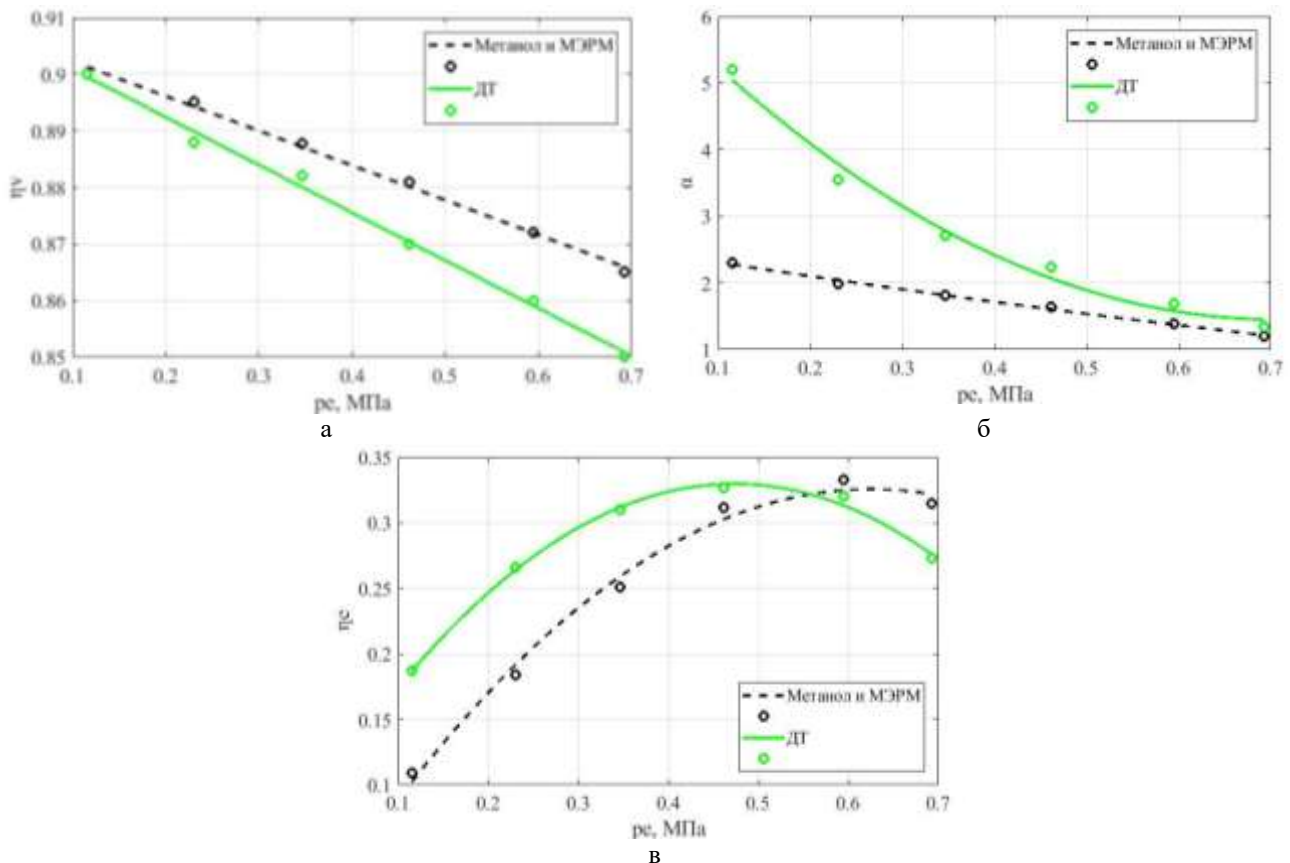 0.91
0.9
0.89
0.88
0.87
0.86
0.85
ηv
0.1 0.2 0.3 0.4 0.5 0.6 0.7
pe, МПа
Метанол и МЭРМ
ДТ
а
6
5
4
3
2
1
α
0.1 0.2 0.3 0.4 0.5 0.6 0.7
pe, МПа
Метанол и МЭРМ
ДТ
б
0.35
0.3
0.25
0.2
0.15
0.1
ηe
0.1 0.2 0.3 0.4 0.5 0.6 0.7
pe, МПа
Метанол и МЭРМ
ДТ
в